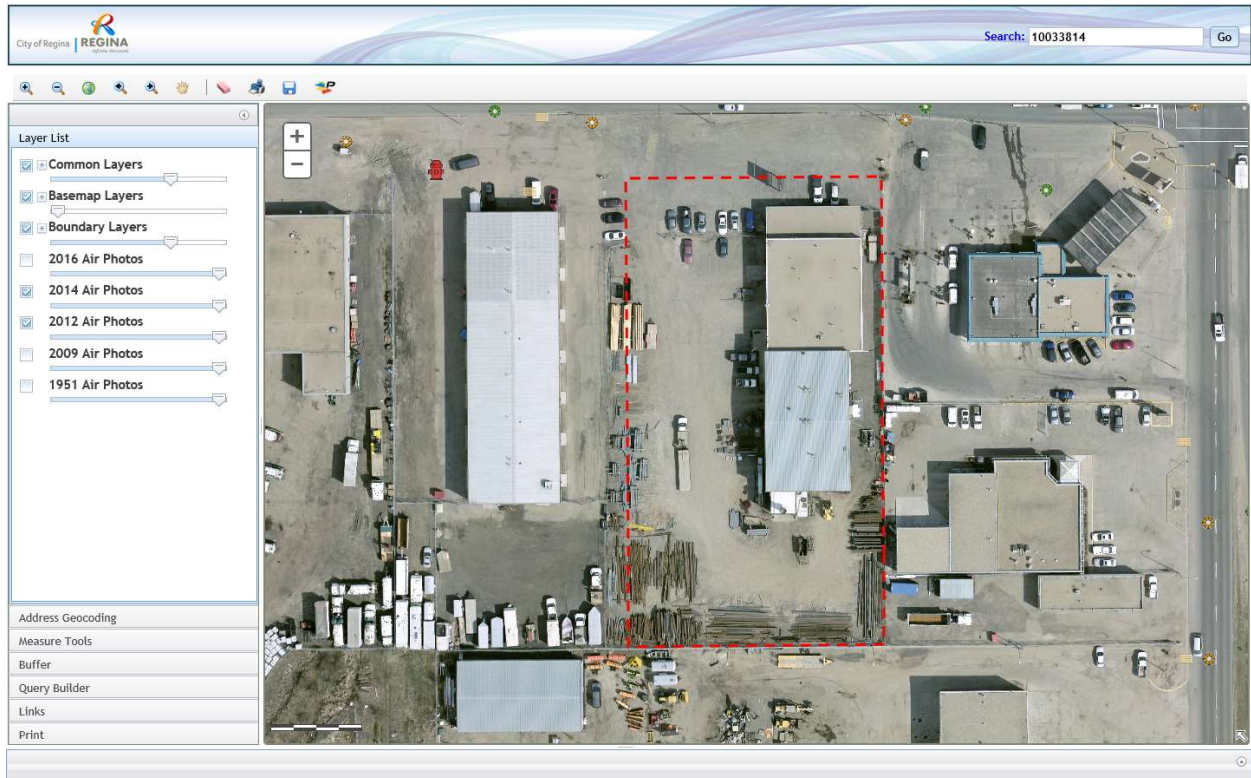 City of Regina | REGINA
Infinite Horizons
Search: 10033814 Go
Layer List
Common Layers
Basemap Layers
Boundary Layers
2016 Air Photos
2014 Air Photos
2012 Air Photos
2009 Air Photos
1951 Air Photos
Address Geocoding
Measure Tools
Buffer
Query Builder
Links
Print